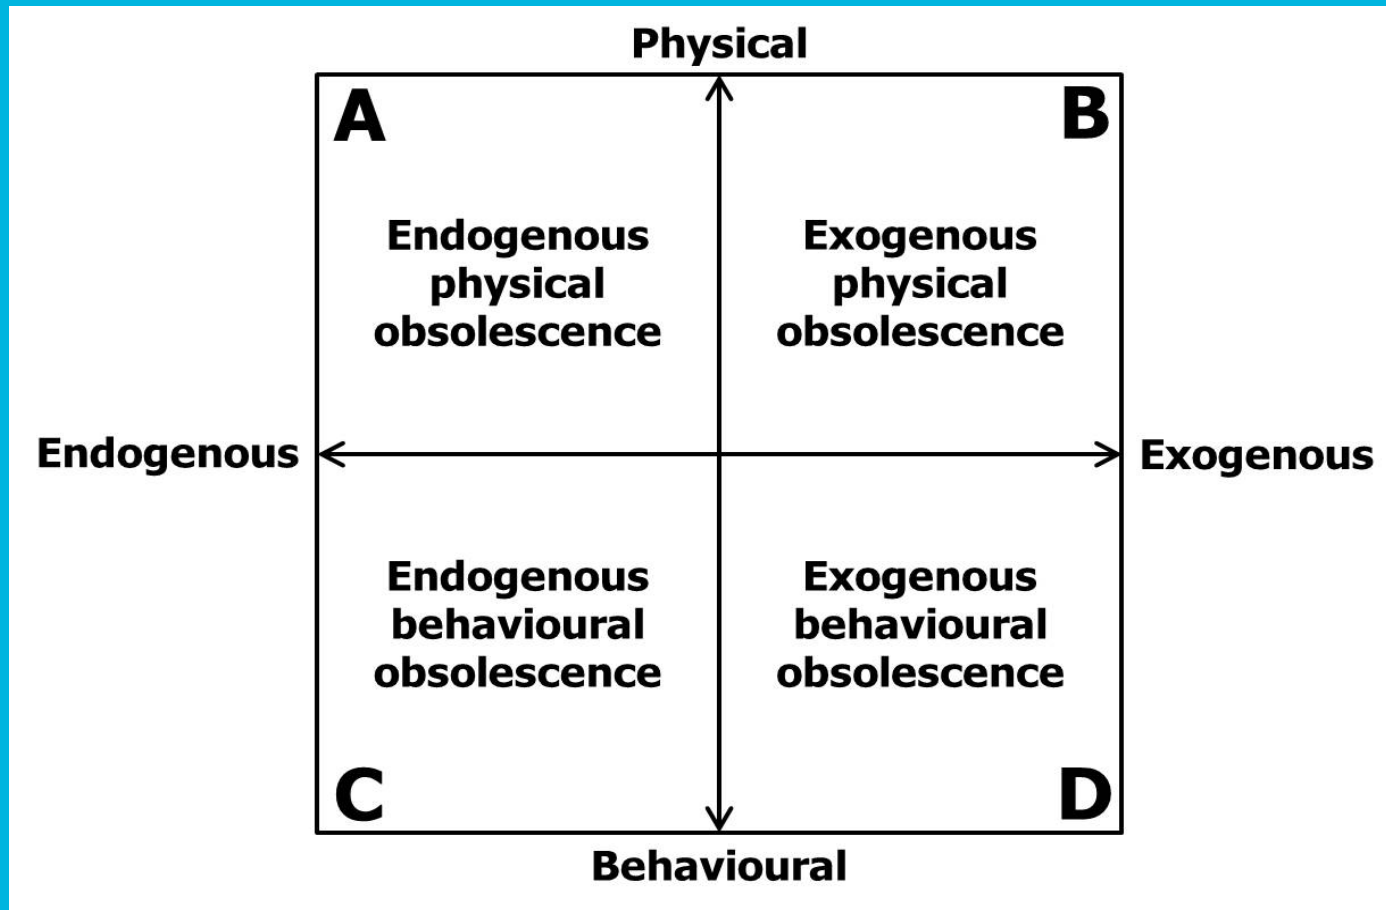 Physical
A
B
Endogenous
physical
obsolescence
Exogenous
physical
obsolescence
Endogenous
Exogenous
Endogenous
behavioural
obsolescence
Exogenous
behavioural
obsolescence
C
D
Behavioural